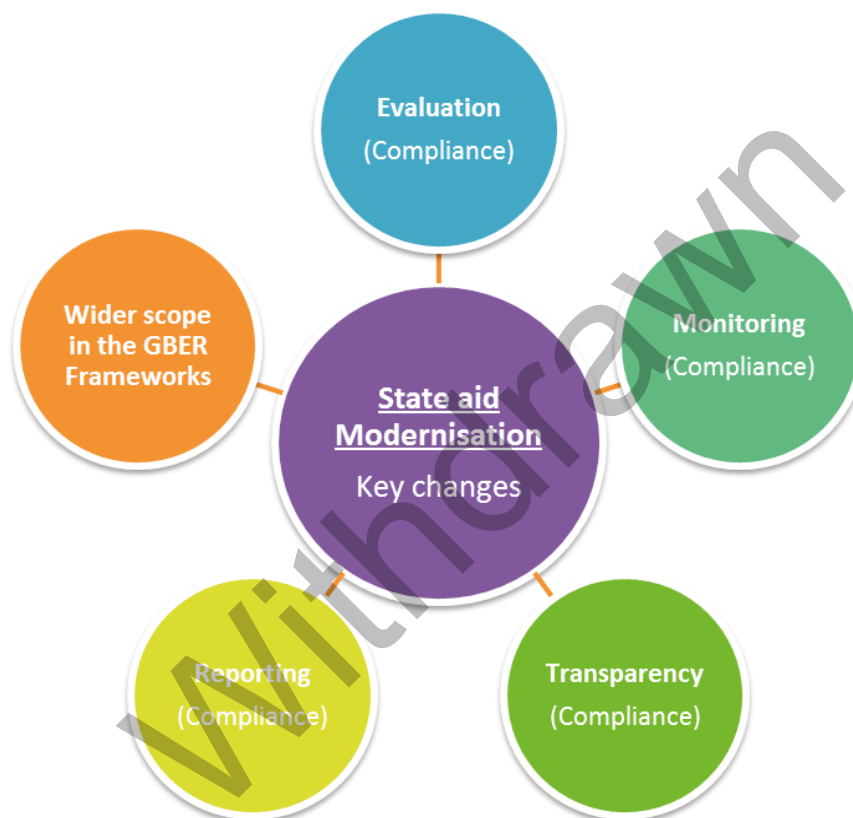 Evaluation
(Compliance)
Wider scope
in the GBER
Frameworks
Monitoring
(Compliance)
State aid
Modernisation
Key changes
Reporting
(Compliance)
Transparency
(Compliance)
Withdrawn